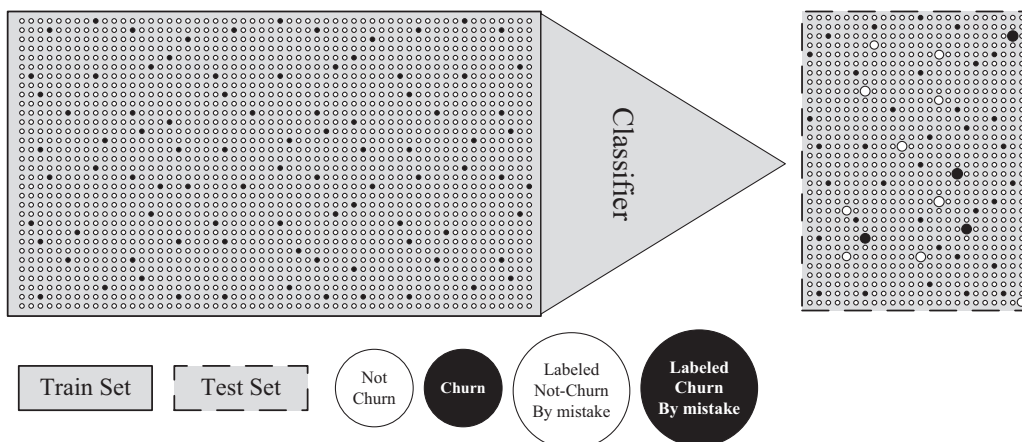 Classifier
Train Set
Test Set
Not
Churn
Churn
Labeled
Not-Churn
By mistake
Labeled
Churn
By mistake